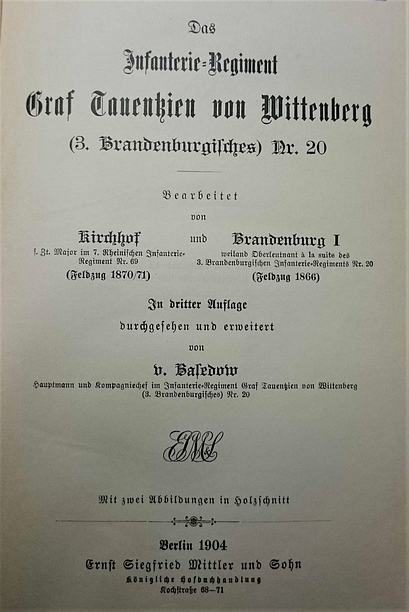 Das
Infanterie-Regiment
Graf Tauentzien von Wittenberg
(3. Brandenburgisches) Nr. 20
Bearbeitet
von
Kirchhof
und
Brandenburg I
s. Zt. Major im 7. Rheinischen Infanterie-
Regiment Nr. 69
(Feldzug 1870/71)
weiland Oberleutnant à la suite des
3. Brandenburgischen Infanterie-Regiments Nr. 20
(Feldzug 1866)
In dritter Auflage
durchgesehen und erweitert
von
v. Basedow
Hauptmann und Kompagniechef im Infanterie-Regiment Graf Tauentzien von Wittenberg
(3. Brandenburgisches) Nr. 20
Mit zwei Abbildungen in Holzschnitt
Berlin 1904
Ernst Siegfried Mittler und Sohn
Königliche Hofbuchhandlung
Kochstraße 68–71